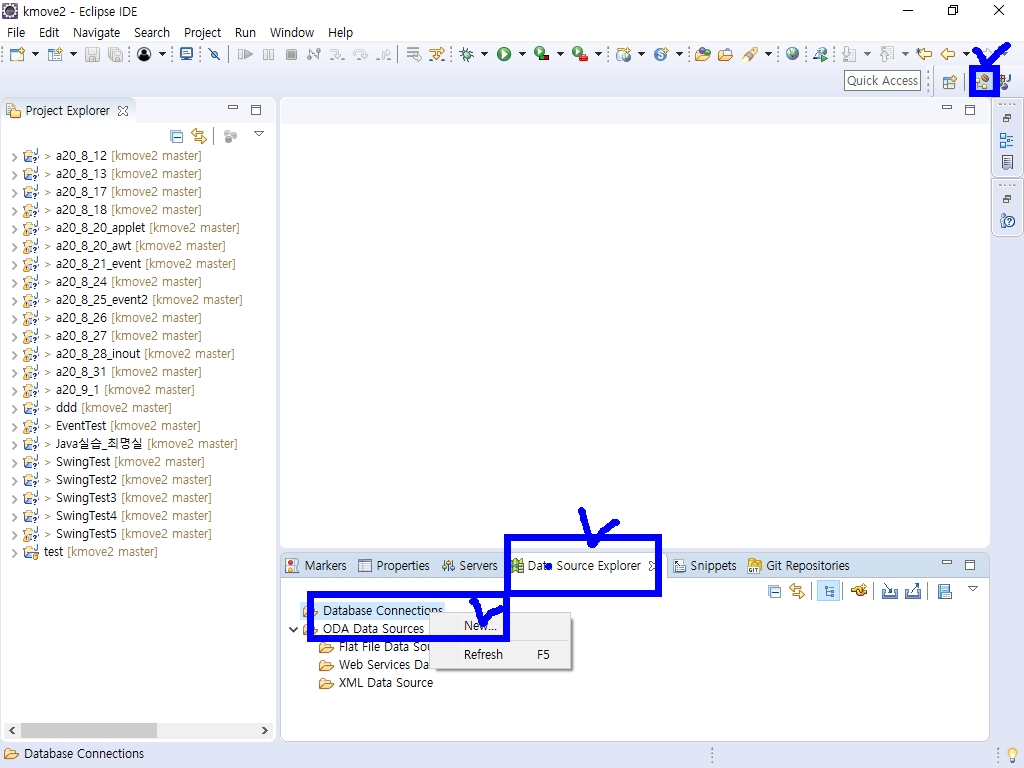 kmove2 - Eclipse IDE
File Edit Navigate Search Project Run Window Help
Quick Access
Project Explorer
> a20_8_12 [kmove2 master]
> a20_8_13 [kmove2 master]
> a20_8_17 [kmove2 master]
> a20_8_18 [kmove2 master]
> a20_8_20_applet [kmove2 master]
> a20_8_20_awt [kmove2 master]
> a20_8_21_event [kmove2 master]
> a20_8_24 [kmove2 master]
> a20_8_25_event2 [kmove2 master]
> a20_8_26 [kmove2 master]
> a20_8_27 [kmove2 master]
> a20_8_28_inout [kmove2 master]
> a20_8_31 [kmove2 master]
> a20_9_1 [kmove2 master]
> ddd [kmove2 master]
> EventTest [kmove2 master]
> Java실습_최명실 [kmove2 master]
> SwingTest [kmove2 master]
> SwingTest2 [kmove2 master]
> SwingTest3 [kmove2 master]
> SwingTest4 [kmove2 master]
> SwingTest5 [kmove2 master]
test [kmove2 master]
Markers Properties Servers Data Source Explorer Snippets Git Repositories
Database Connections
New...
ODA Data Sources
Flat File Data Sou
Refresh F5
Web Services Da
XML Data Source
Database Connections